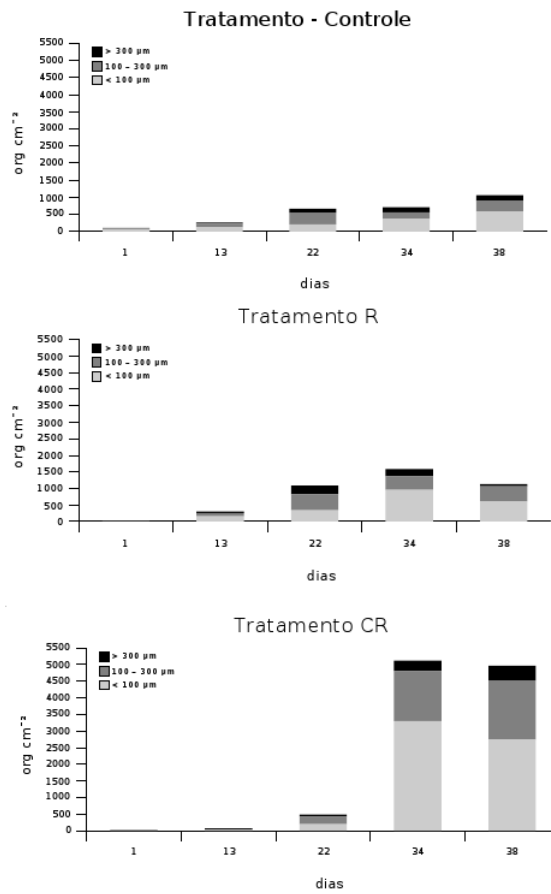 Tratamento - Controle
5500
5000
4500
4000
3500
3000
2500
2000
1500
1000
500
0
org cm⁻²
> 300 µm
100 – 300 µm
< 100 µm
1 13 22 34 38
dias
Tratamento R
5500
5000
4500
4000
3500
3000
2500
2000
1500
1000
500
0
org cm⁻²
> 300 µm
100 – 300 µm
< 100 µm
1 13 22 34 38
dias
Tratamento CR
5500
5000
4500
4000
3500
3000
2500
2000
1500
1000
500
0
org cm⁻²
> 300 µm
100 – 300 µm
< 100 µm
1 13 22 34 38
dias